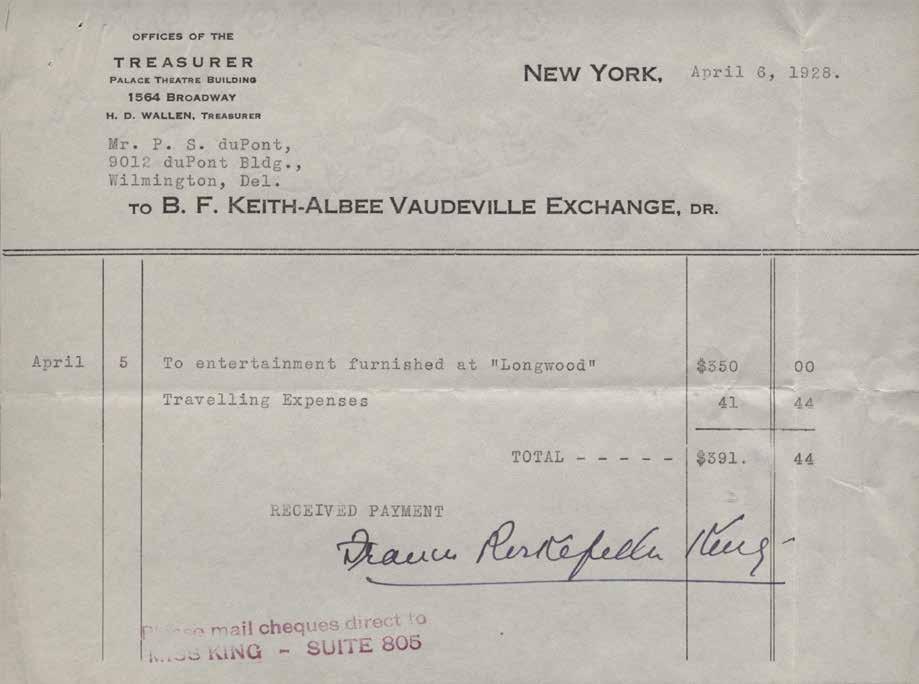 OFFICES OF THE
TREASURER
PALACE THEATRE BUILDING
1564 BROADWAY
H. D. WALLEN, TREASURER
NEW YORK, April 6, 1928.
Mr. P. S. duPont,
9012 duPont Bldg.,
Wilmington, Del.
TO B. F. KEITH-ALBEE VAUDEVILLE EXCHANGE, DR.
April 5 To entertainment furnished at "Longwood" $350 00
Travelling Expenses 41 44
TOTAL - - - - - $391. 44
RECEIVED PAYMENT
Frances Rockefeller King
Please mail cheques direct to
MISS KING - SUITE 805